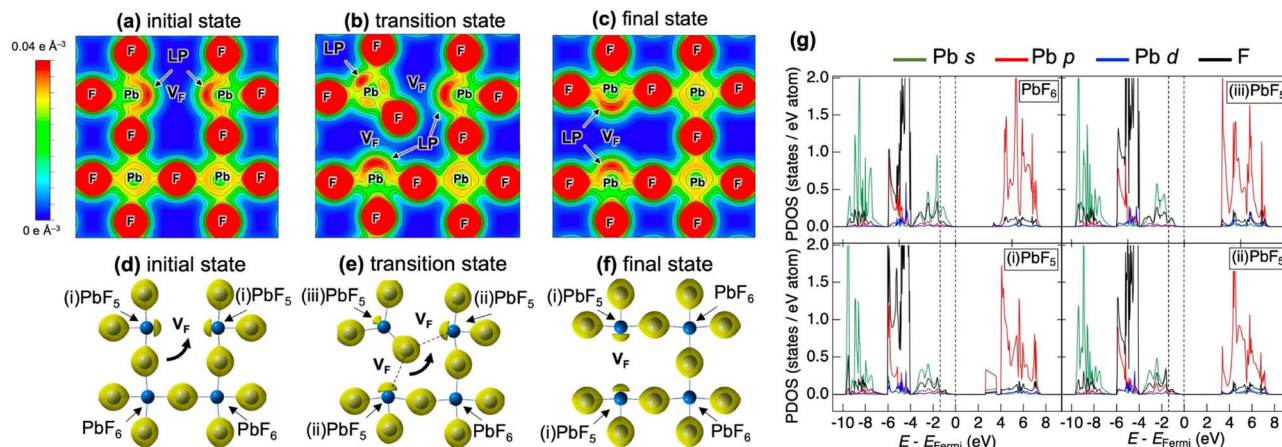 (a) initial state
(b) transition state
(c) final state
0.04 e Å⁻³
0 e Å⁻³
F F
LP
F Pb Pb F
V_F
F F
F Pb F Pb F
F F
F F
LP
F Pb Pb F
V_F
F F
V_F
LP
F Pb F Pb F
F F
F F
F Pb F Pb F
LP V_F F
F Pb F Pb F
F F
(d) initial state
(e) transition state
(f) final state
(i)PbF₅ (i)PbF₅
V_F
PbF₆ PbF₆
(iii)PbF₅ (ii)PbF₅
V_F
V_F
(ii)PbF₅ PbF₆
(i)PbF₅ PbF₆
V_F
(i)PbF₅ PbF₆
(g)
Pb s Pb p Pb d F
PDOS (states / eV atom)
2.0
1.5
1.0
0.5
0.0
PbF₆
(iii)PbF₅
PDOS (states / eV atom)
2.0
1.5
1.0
0.5
0.0
(i)PbF₅
(ii)PbF₅
-10 -8 -6 -4 -2 0 2 4 6 8
-10 -8 -6 -4 -2 0 2 4 6 8
E - E_Fermi (eV)
E - E_Fermi (eV)